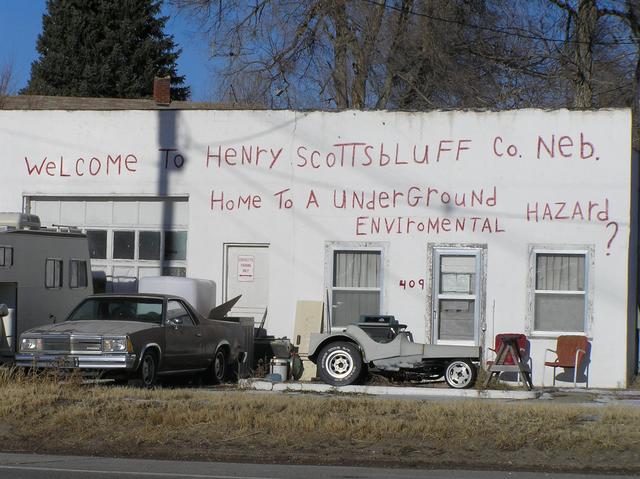 WeLCOME TO HeNRY SCOTTSbLUFF Co. Neb.
HOME TO A UNDeRGROUND
ENVIROMENTAL HAZARd ?
409